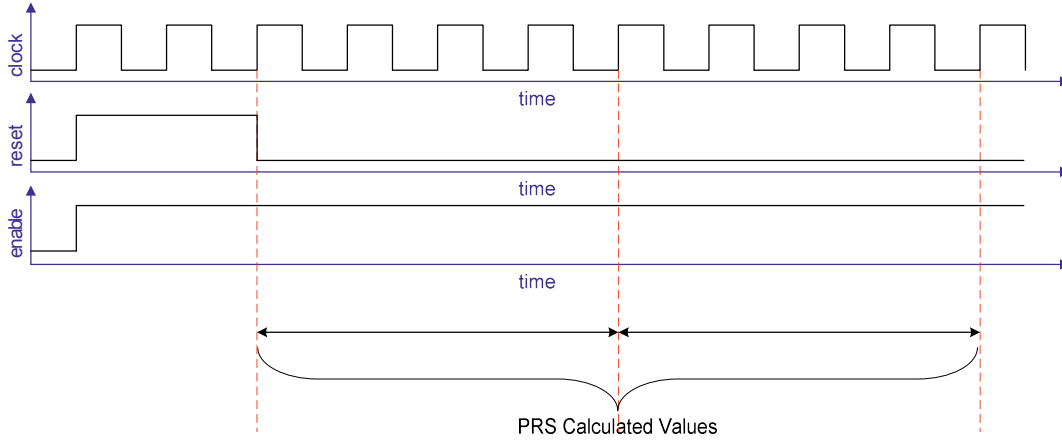 clock
time
reset
time
enable
time
PRS Calculated Values